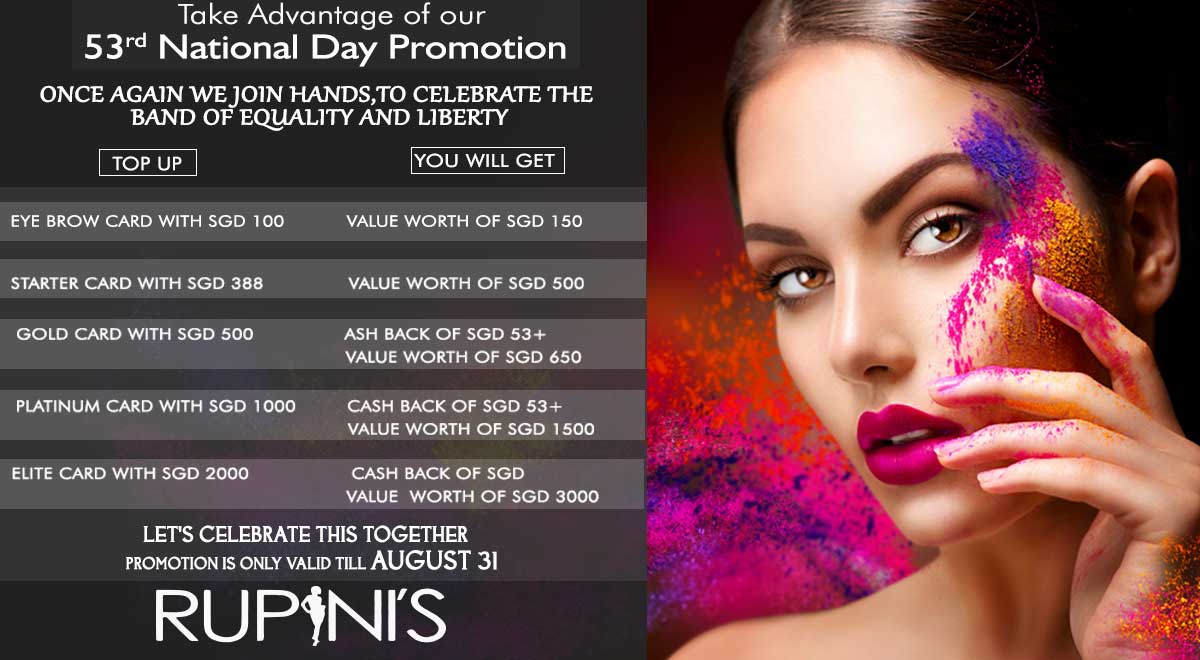 Take Advantage of our
53rd National Day Promotion
ONCE AGAIN WE JOIN HANDS,TO CELEBRATE THE
BAND OF EQUALITY AND LIBERTY
TOP UP YOU WILL GET
EYE BROW CARD WITH SGD 100 VALUE WORTH OF SGD 150
STARTER CARD WITH SGD 388 VALUE WORTH OF SGD 500
GOLD CARD WITH SGD 500 ASH BACK OF SGD 53+
VALUE WORTH OF SGD 650
PLATINUM CARD WITH SGD 1000 CASH BACK OF SGD 53+
VALUE WORTH OF SGD 1500
ELITE CARD WITH SGD 2000 CASH BACK OF SGD
VALUE WORTH OF SGD 3000
LET'S CELEBRATE THIS TOGETHER
PROMOTION IS ONLY VALID TILL AUGUST 31
RUPINI'S